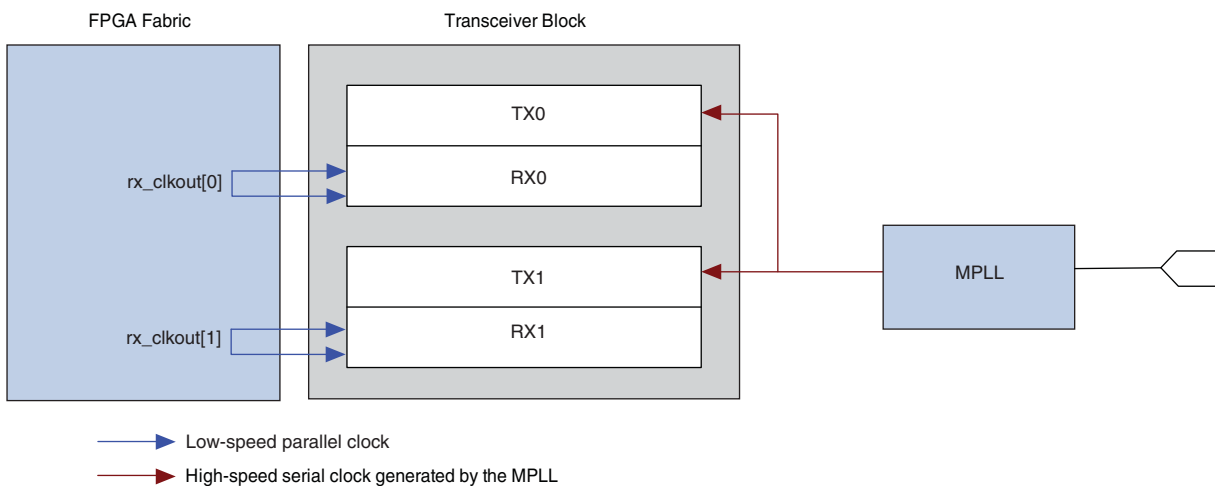 FPGA Fabric
Transceiver Block
TX0
rx_clkout[0]
RX0
TX1
MPLL
rx_clkout[1]
RX1
Low-speed parallel clock
High-speed serial clock generated by the MPLL